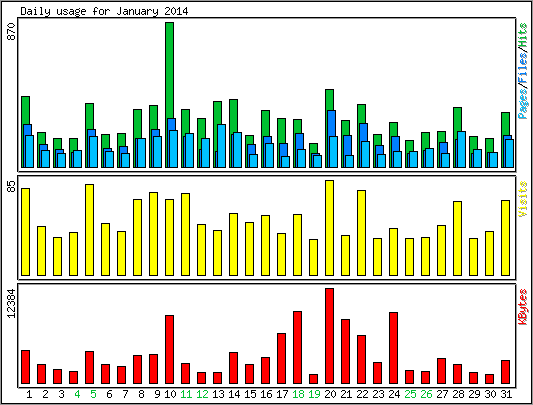 Daily usage for January 2014
870
Pages/Files/Hits
85
Visits
12384
KBytes
1 2 3 4 5 6 7 8 9 10 11 12 13 14 15 16 17 18 19 20 21 22 23 24 25 26 27 28 29 30 31